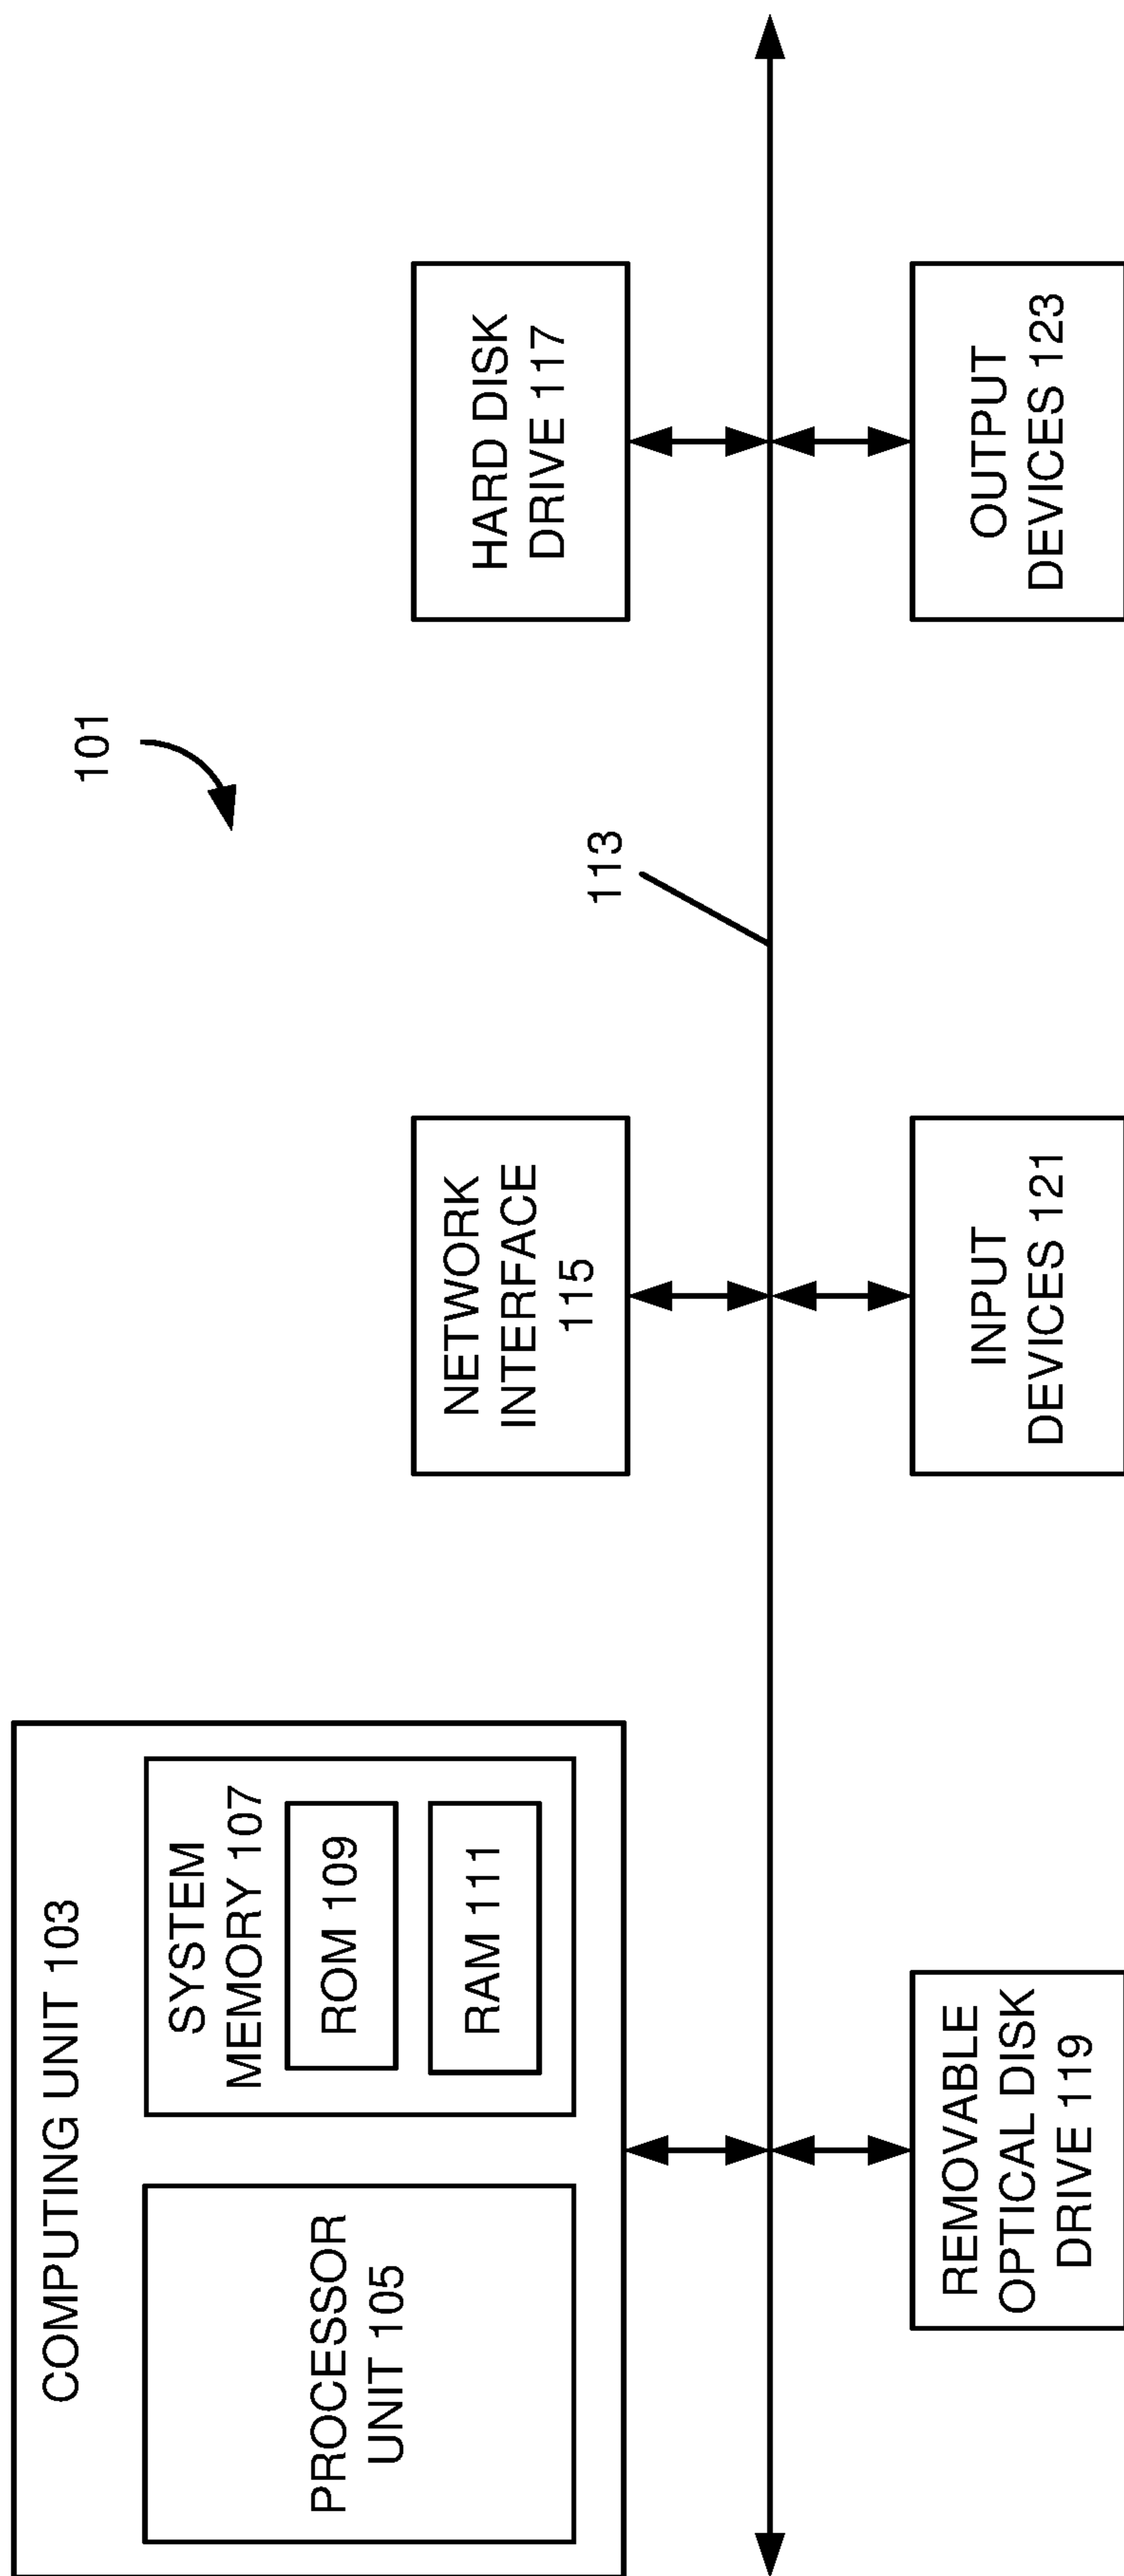 COMPUTING UNIT 103
PROCESSOR
UNIT 105
SYSTEM
MEMORY 107
ROM 109
RAM 111
101
NETWORK
INTERFACE
115
HARD DISK
DRIVE 117
113
REMOVABLE
OPTICAL DISK
DRIVE 119
INPUT
DEVICES 121
OUTPUT
DEVICES 123